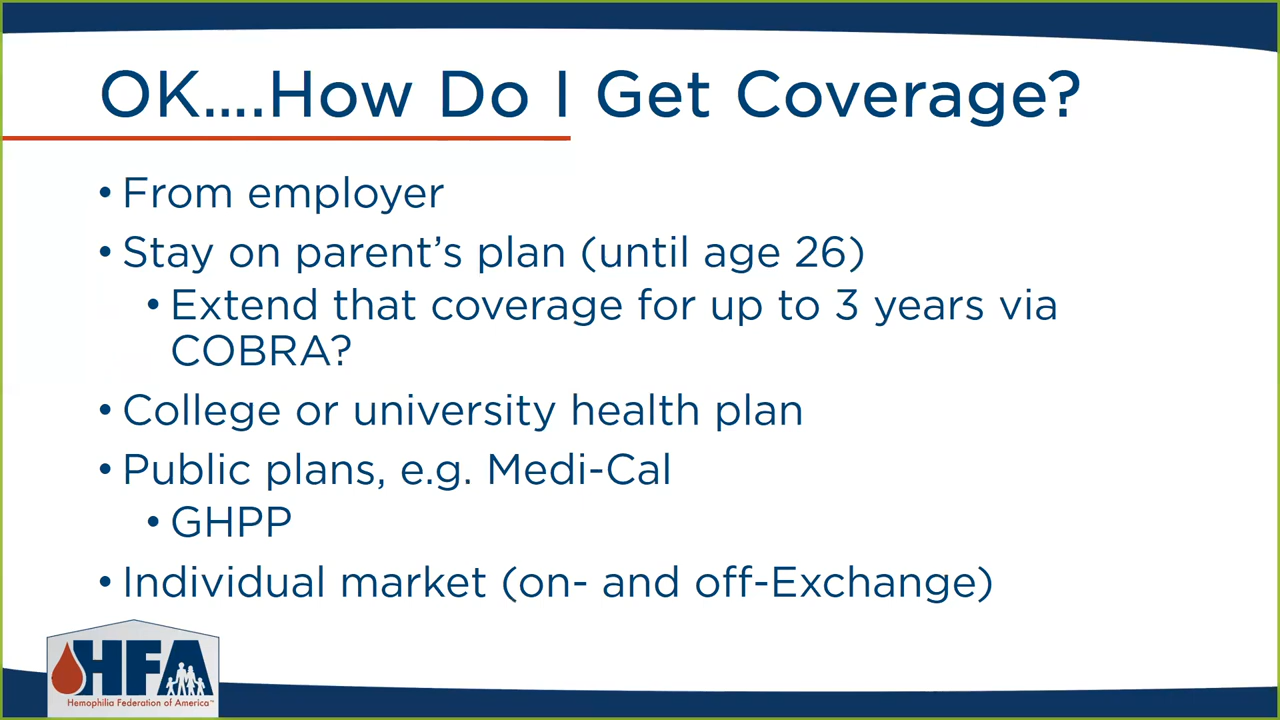 OK....How Do I Get Coverage?
• From employer
• Stay on parent's plan (until age 26)
• Extend that coverage for up to 3 years via
COBRA?
• College or university health plan
• Public plans, e.g. Medi-Cal
• GHPP
• Individual market (on- and off-Exchange)
HFA
Hemophilia Federation of America™